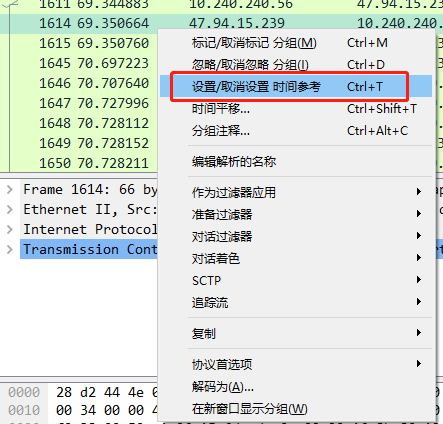 1611 69.344883 10.240.240.56 47.94.15.239
1614 69.350664 47.94.15.239 10.240.240
1615 69.350760
1645 70.697223
1646 70.707640
1647 70.727996
1648 70.728112
1649 70.728152
1650 70.728211
标记/取消标记 分组(M) Ctrl+M
忽略/取消忽略 分组(I) Ctrl+D
设置/取消设置 时间参考 Ctrl+T
时间平移... Ctrl+Shift+T
分组注释... Ctrl+Alt+C
编辑解析的名称
作为过滤器应用
准备过滤器
对话过滤器
对话着色
SCTP
追踪流
复制
协议首选项
解码为(A)...
在新窗口显示分组(W)
Frame 1614: 66 by
Ethernet II, Src:
Internet Protoco
Transmission Cont
0000 28 d2 44 4e
0010 00 34 00 00